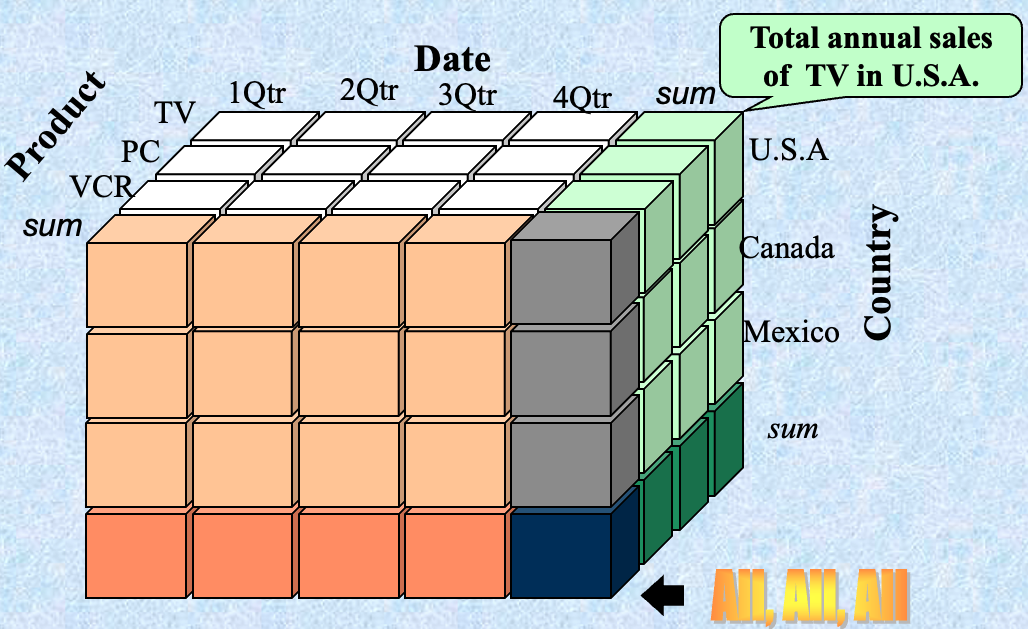 Total annual sales
of TV in U.S.A.
Date
Product
1Qtr
2Qtr
3Qtr
4Qtr
sum
TV
PC
VCR
sum
U.S.A
Canada
Mexico
sum
Country
All, All, All